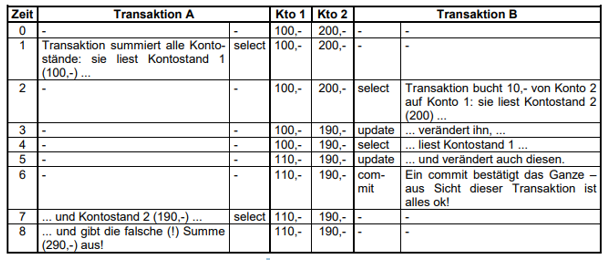 Zeit Transaktion A Kto 1 Kto 2 Transaktion B
0 - - 100,- 200,- - -
1 Transaktion summiert alle Konto- select 100,- 200,- - -
stände: sie liest Kontostand 1
(100,-) ...
2 - - 100,- 200,- select Transaktion bucht 10,- von Konto 2
auf Konto 1: sie liest Kontostand 2
(200) ...
3 - - 100,- 190,- update ... verändert ihn, ...
4 - - 100,- 190,- select ... liest Kontostand 1 ...
5 - - 110,- 190,- update ... und verändert auch diesen.
6 - - 110,- 190,- com- Ein commit bestätigt das Ganze –
mit aus Sicht dieser Transaktion ist
alles ok!
7 ... und Kontostand 2 (190,-) ... select 110,- 190,- - -
8 ... und gibt die falsche (!) Summe 110,- 190,- - -
(290,-) aus!